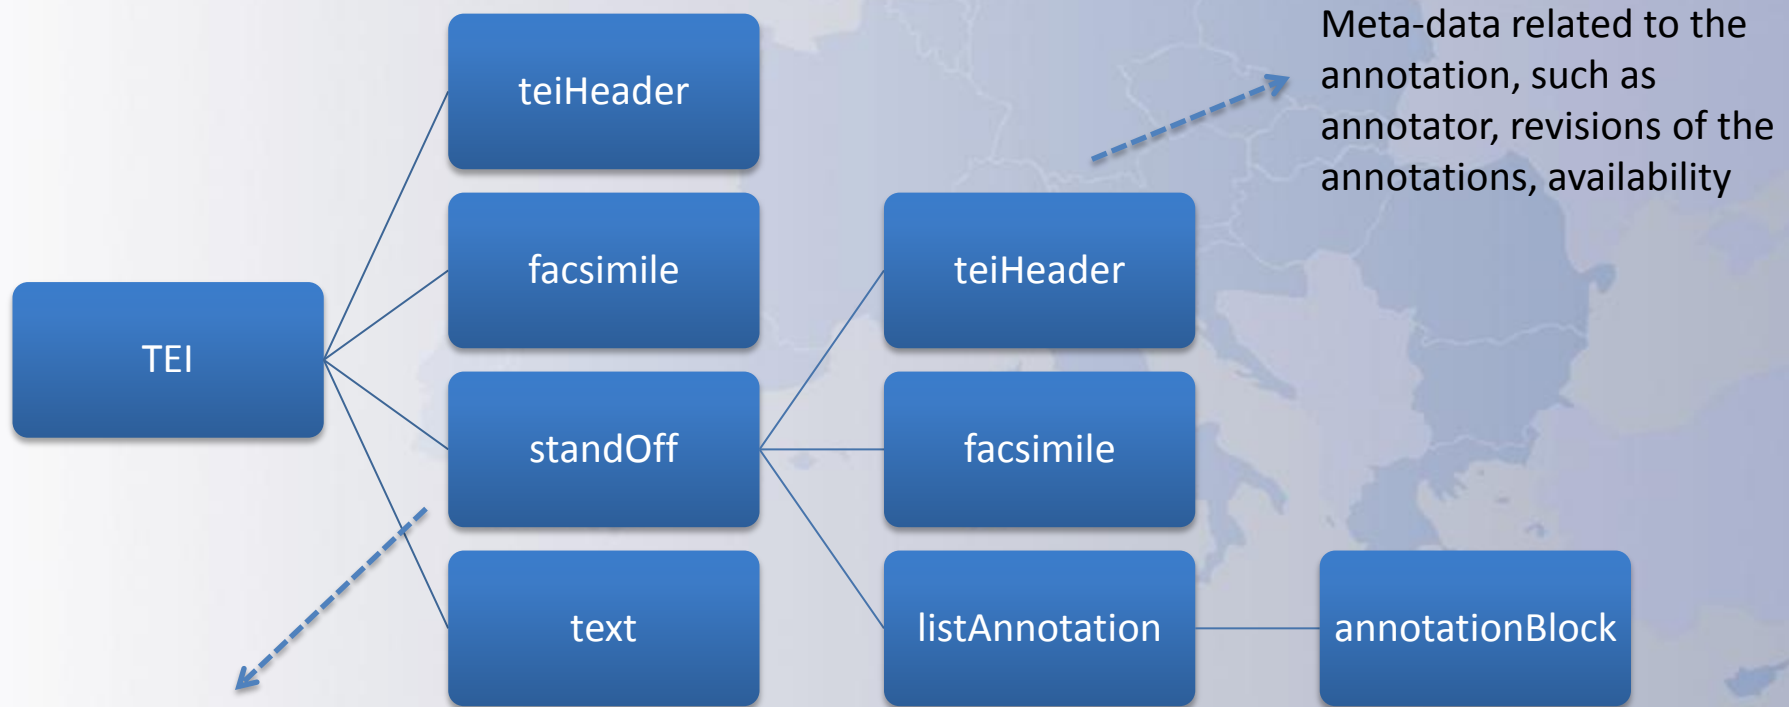 Meta-data related to the
annotation, such as
annotator, revisions of the
annotations, availability
teiHeader
facsimile
teiHeader
TEI
standOff
facsimile
text
listAnnotation
annotationBlock